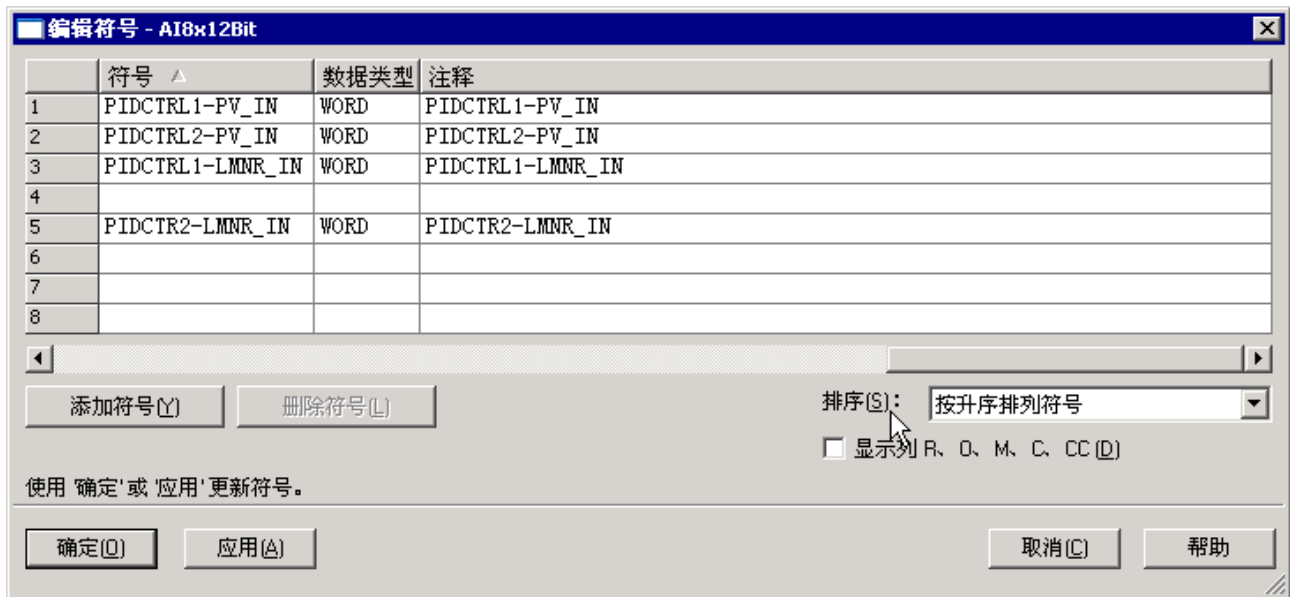 编辑符号 - AI8x12Bit
符号 数据类型 注释
1 PIDCTRL1-PV_IN WORD PIDCTRL1-PV_IN
2 PIDCTRL2-PV_IN WORD PIDCTRL2-PV_IN
3 PIDCTRL1-LMNR_IN WORD PIDCTRL1-LMNR_IN
4
5 PIDCTR2-LMNR_IN WORD PIDCTR2-LMNR_IN
6
7
8
添加符号(Y) 删除符号(L) 排序(S): 按升序排列符号
显示列 R、O、M、C、CC(D)
使用 '确定' 或 '应用' 更新符号。
确定(O) 应用(A) 取消(C) 帮助